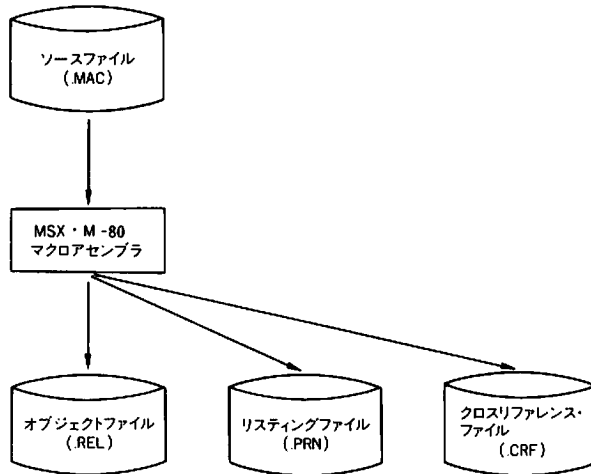 ソースファイル
(.MAC)
MSX・M-80
マクロアセンブラ
オブジェクトファイル
(.REL)
リスティングファイル
(.PRN)
クロスリファレンス・
ファイル
(.CRF)